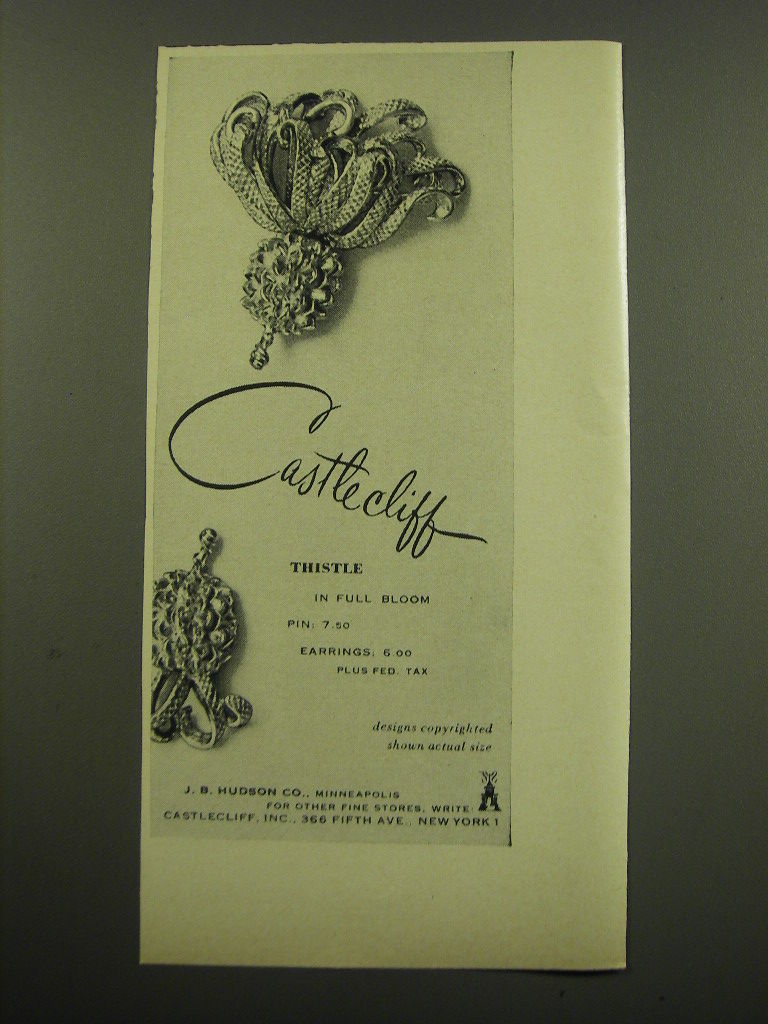 Castlecliff
THISTLE
IN FULL BLOOM
PIN: 7.50
EARRINGS: 6.00
PLUS FED. TAX
designs copyrighted
shown actual size
J. B. HUDSON CO., MINNEAPOLIS
FOR OTHER FINE STORES, WRITE:
CASTLECLIFF, INC., 366 FIFTH AVE., NEW YORK 1